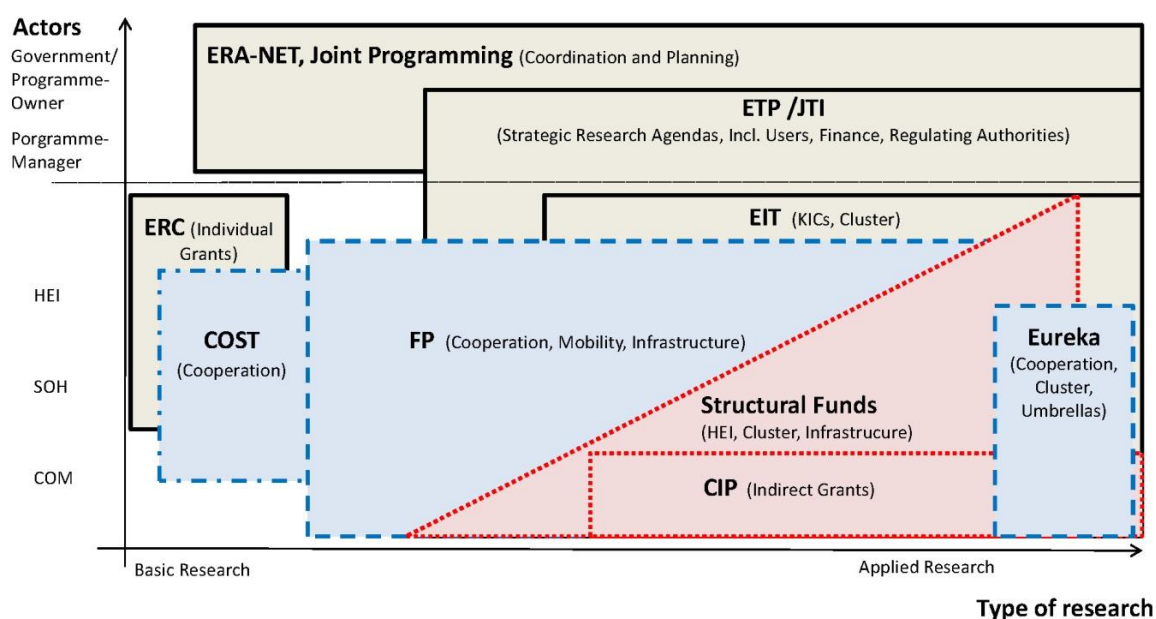 Actors
Government/
Programme-
Owner
Porgramme-
Manager
HEI
SOH
COM
ERA-NET, Joint Programming (Coordination and Planning)
ETP /JTI
(Strategic Research Agendas, Incl. Users, Finance, Regulating Authorities)
ERC (Individual
Grants)
EIT (KICs, Cluster)
COST
(Cooperation)
FP (Cooperation, Mobility, Infrastructure)
Eureka
(Cooperation,
Cluster,
Umbrellas)
Structural Funds
(HEI, Cluster, Infrastrucure)
CIP (Indirect Grants)
Basic Research
Applied Research
Type of research